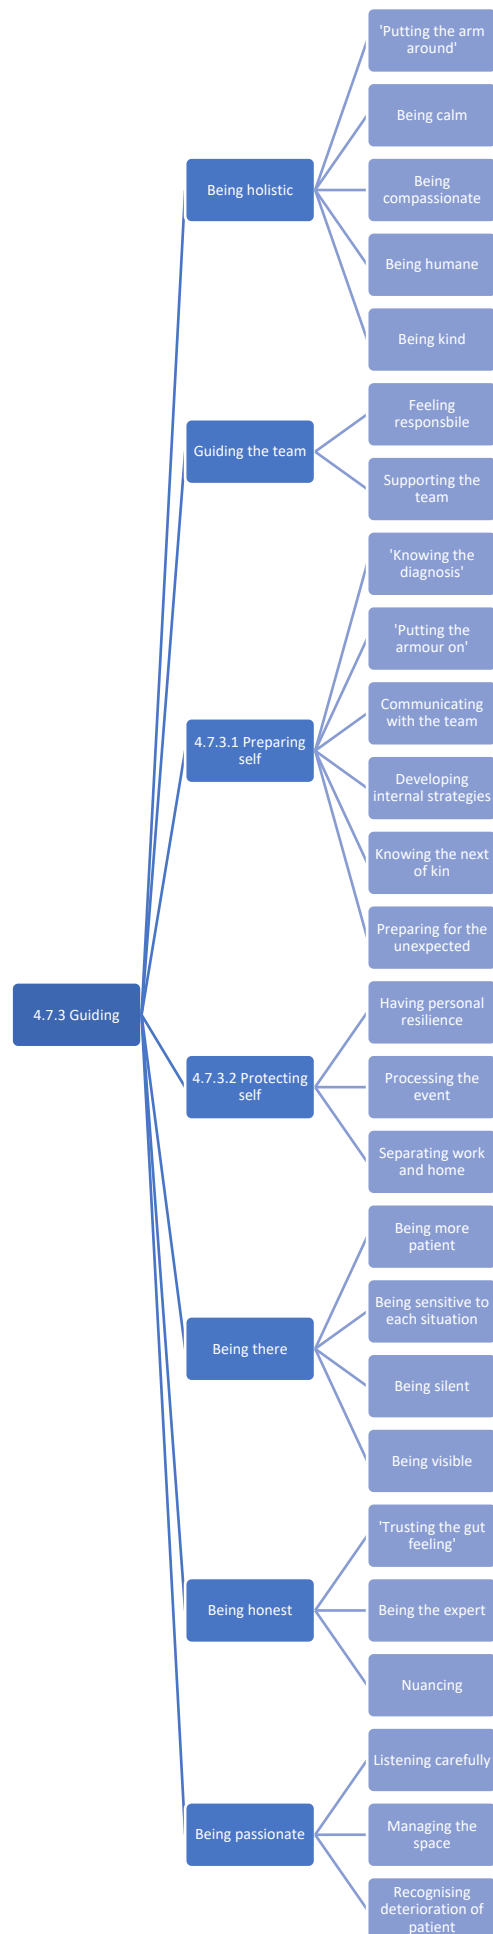 'Putting the arm
around'
Being calm
Being
compassionate
Being holistic
Being humane
Being kind
Feeling
responsbile
Guiding the team
Supporting the
team
'Knowing the
diagnosis'
'Putting the
armour on'
Communicating
with the team
4.7.3.1 Preparing
self
Developing
internal strategies
Knowing the next
of kin
Preparing for the
unexpected
4.7.3 Guiding
Having personal
resilience
4.7.3.2 Protecting
self
Processing the
event
Separating work
and home
Being more
patient
Being sensitive to
each situation
Being there
Being silent
Being visible
'Trusting the gut
feeling'
Being honest
Being the expert
Nuancing
Listening carefully
Being passionate
Managing the
space
Recognising
deterioration of
patient